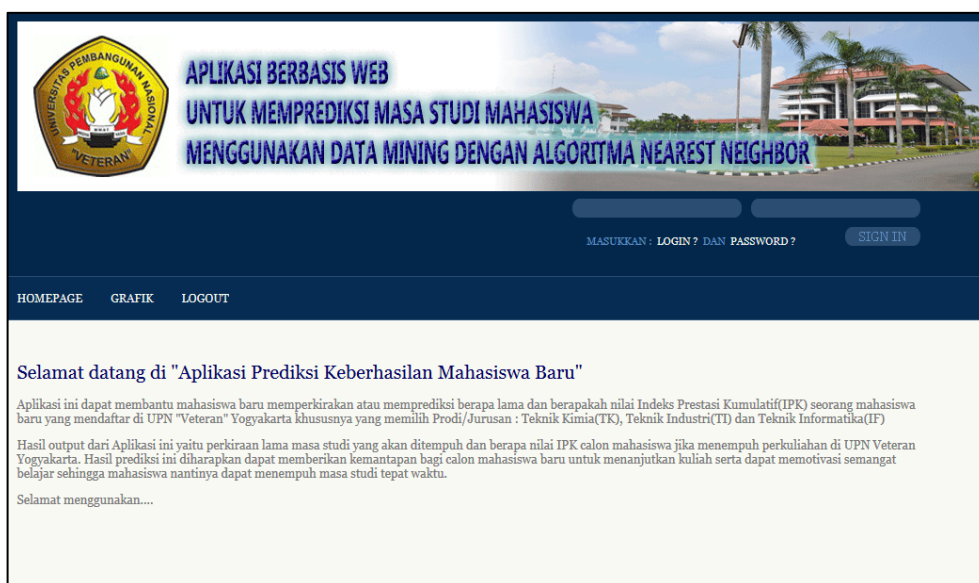 UNIVERSITAS PEMBANGUNAN NASIONAL
"VETERAN"
APLIKASI BERBASIS WEB
UNTUK MEMPREDIKSI MASA STUDI MAHASISWA
MENGGUNAKAN DATA MINING DENGAN ALGORITMA NEAREST NEIGHBOR
MASUKKAN : LOGIN ? DAN PASSWORD ?
SIGN IN
HOMEPAGE GRAFIK LOGOUT
Selamat datang di "Aplikasi Prediksi Keberhasilan Mahasiswa Baru"
Aplikasi ini dapat membantu mahasiswa baru memperkirakan atau memprediksi berapa lama dan berapakah nilai Indeks Prestasi Kumulatif(IPK) seorang mahasiswa
baru yang mendaftar di UPN "Veteran" Yogyakarta khususnya yang memilih Prodi/Jurusan : Teknik Kimia(TK), Teknik Industri(TI) dan Teknik Informatika(IF)
Hasil output dari Aplikasi ini yaitu perkiraan lama masa studi yang akan ditempuh dan berapa nilai IPK calon mahasiswa jika menempuh perkuliahan di UPN Veteran
Yogyakarta. Hasil prediksi ini diharapkan dapat memberikan kemantapan bagi calon mahasiswa baru untuk menanjutkan kuliah serta dapat memotivasi semangat
belajar sehingga mahasiswa nantinya dapat menempuh masa studi tepat waktu.
Selamat menggunakan....